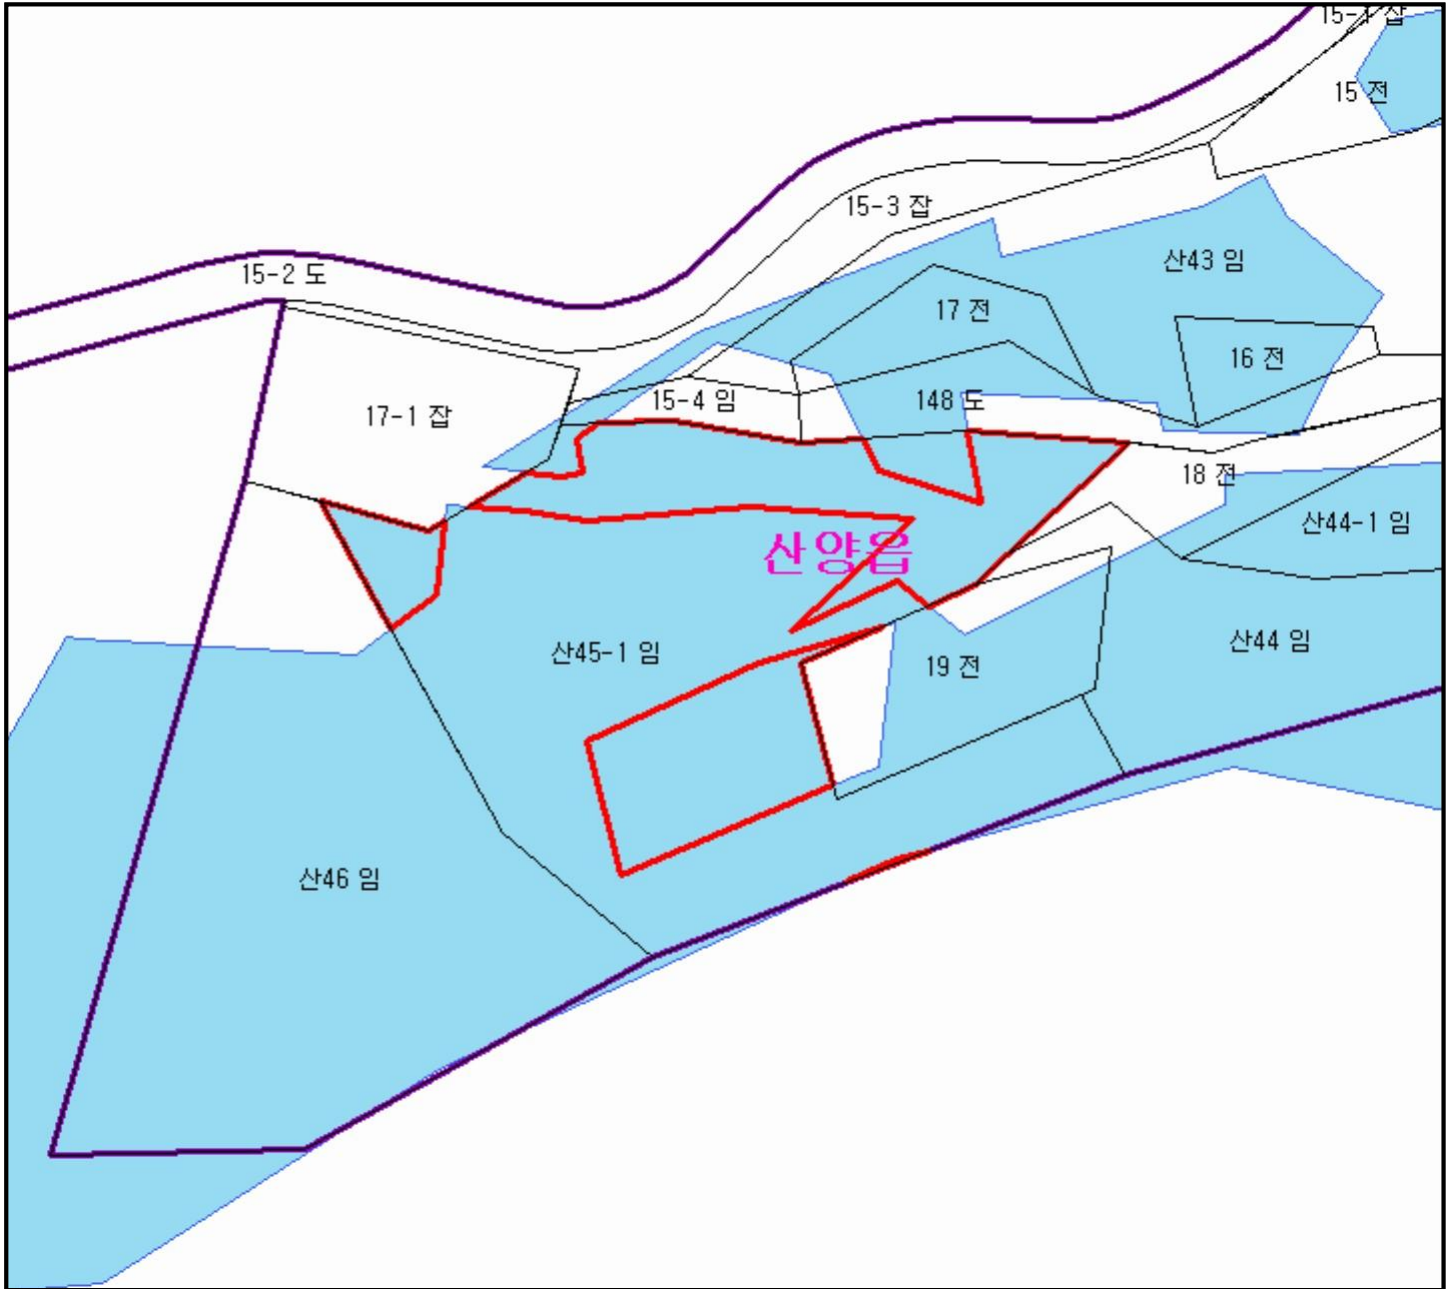 15-1 잡
15 전
15-3 잡
산43 임
15-2 도
17 전
16 전
15-4 임
148 도
17-1 잡
18 전
산44-1 임
산양읍
산45-1 임
산44 임
19 전
산46 임